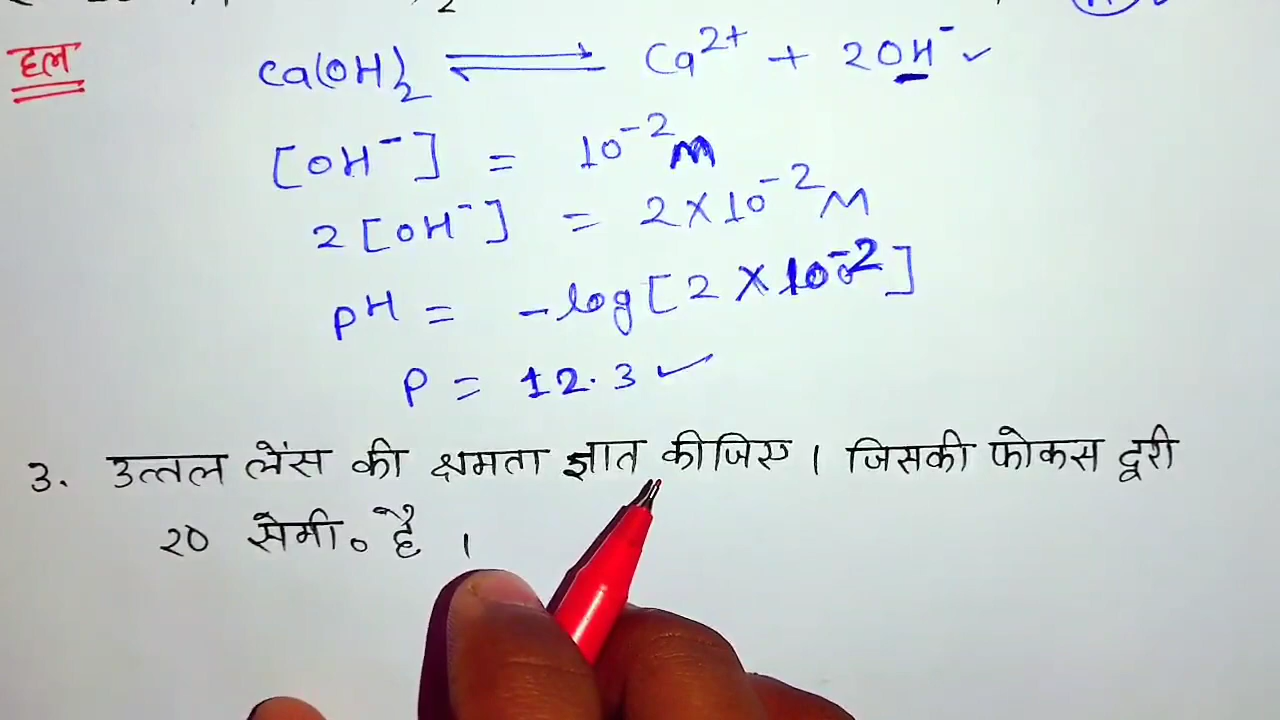 हल
Ca(OH)₂ ⇌ Ca²⁺ + 2OH⁻ ✓
[OH⁻] = 10⁻² M
2[OH⁻] = 2×10⁻² M
pH = -log[2×10⁻²]
P = 12.3 ✓
3. उत्तल लेंस की क्षमता ज्ञात कीजिए । जिसकी फोकस दूरी
20 सेमी० है ।